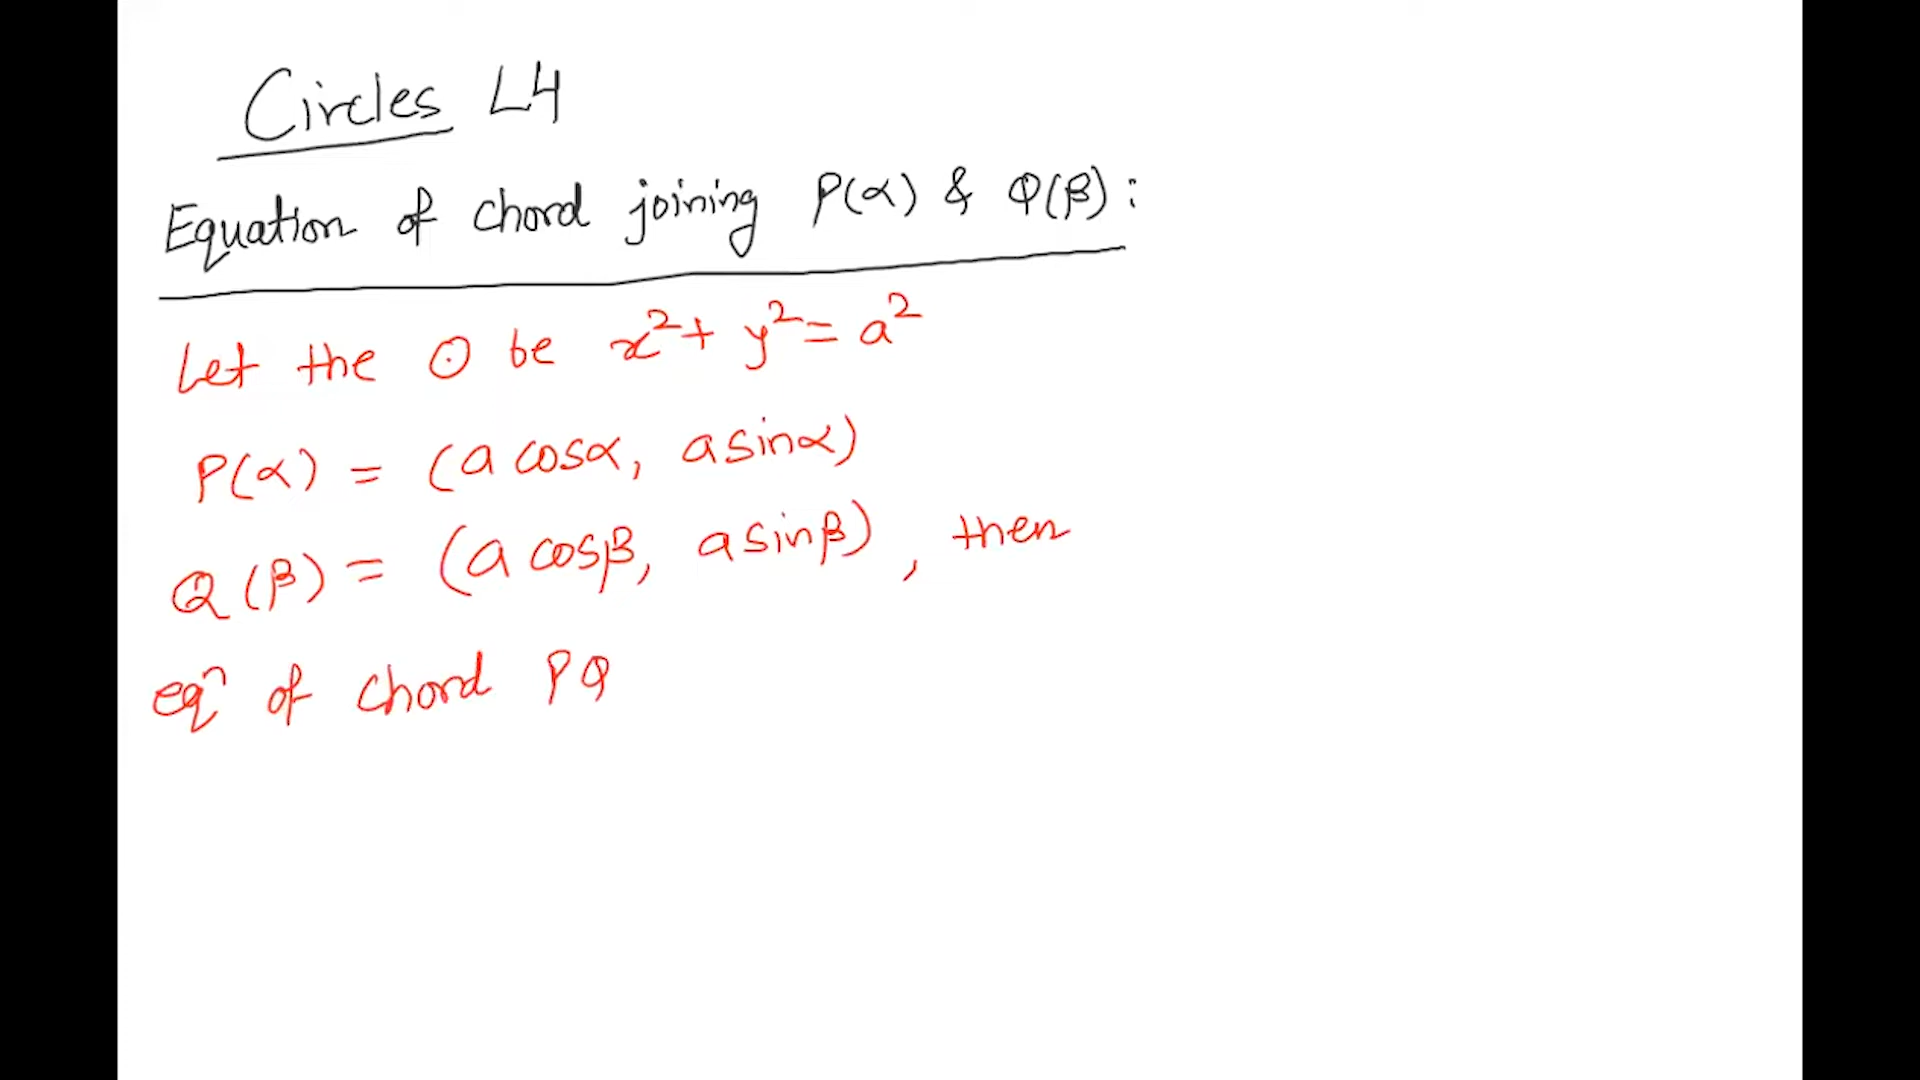 Circles L4
Equation of chord joining P(α) & Q(β):
Let the ⊙ be x²+ y²= a²
P(α) = (a cosα, a sinα)
Q(β) = (a cosβ, a sinβ), then
eqⁿ of chord PQ